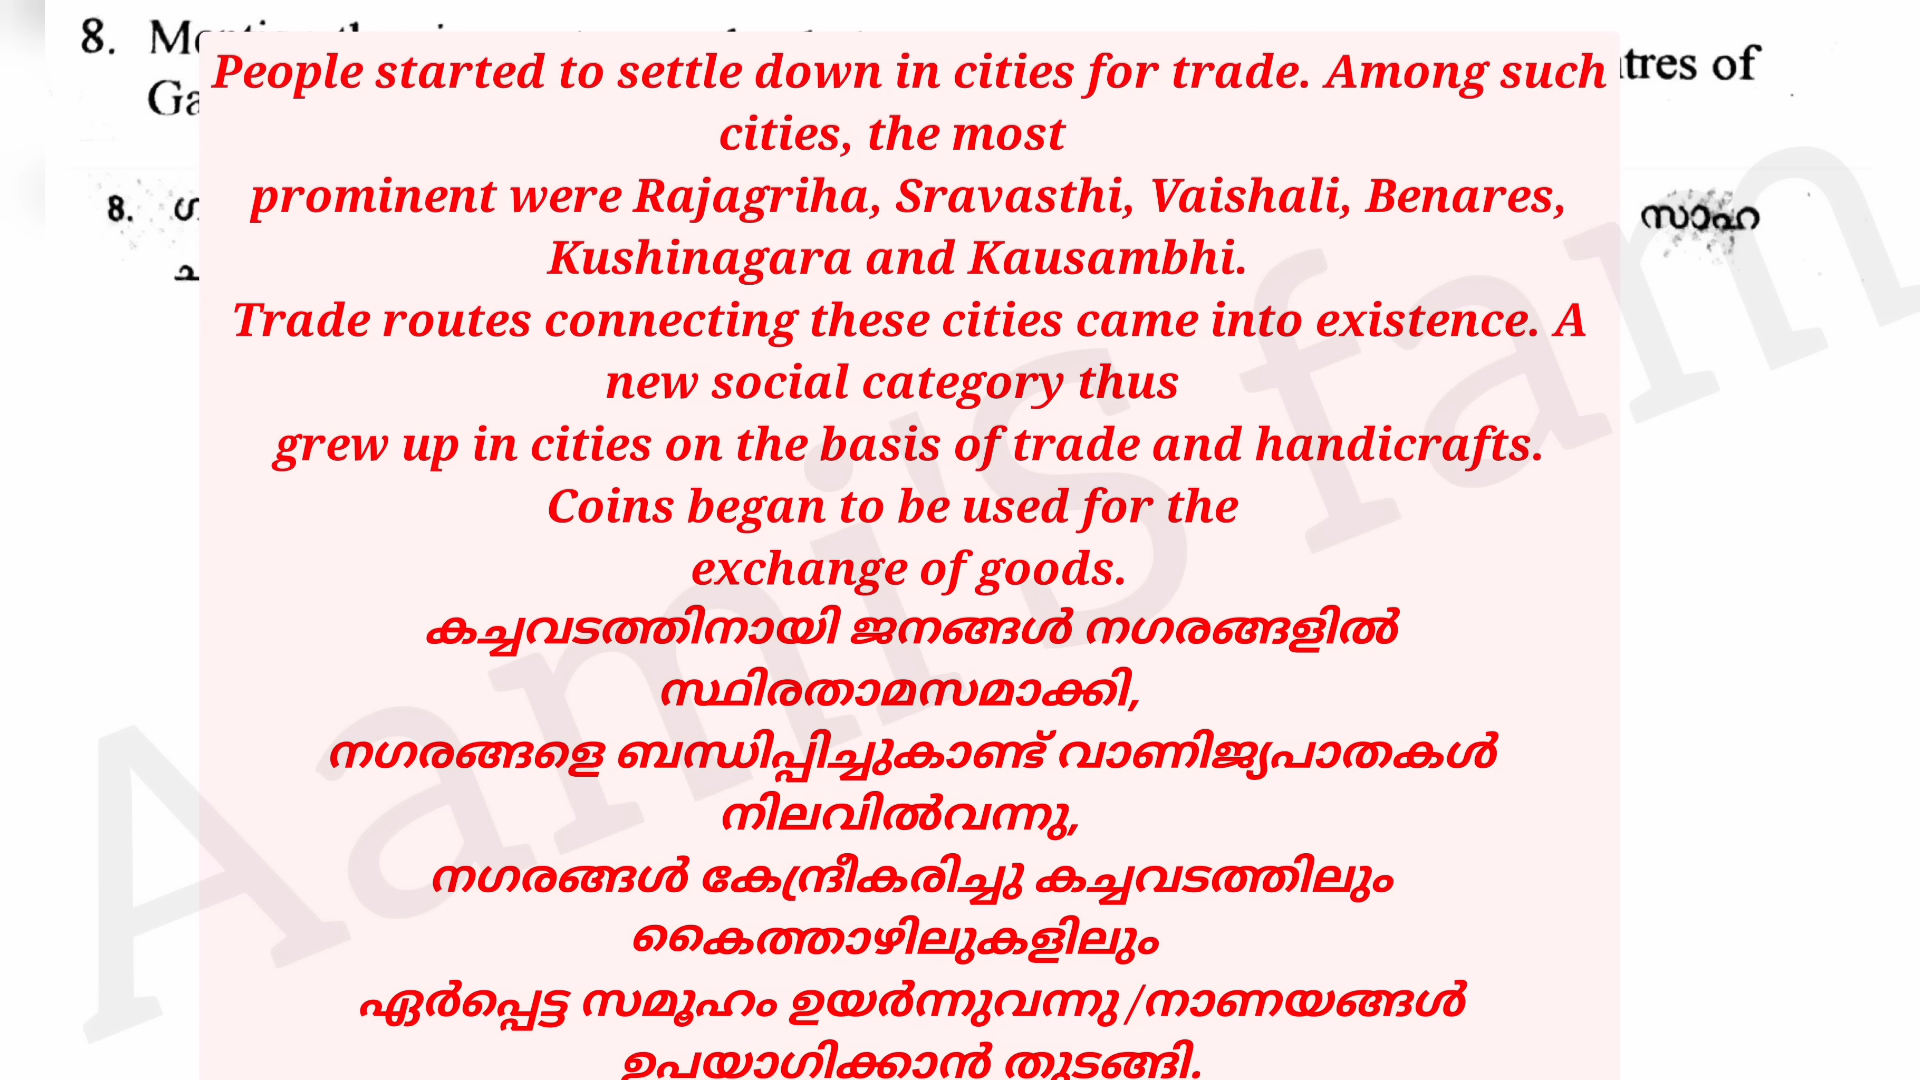 8.
tres of
People started to settle down in cities for trade. Among such
cities, the most
prominent were Rajagriha, Sravasthi, Vaishali, Benares,
Kushinagara and Kausambhi.
Trade routes connecting these cities came into existence. A
new social category thus
grew up in cities on the basis of trade and handicrafts.
Coins began to be used for the
exchange of goods.
8. സാഹ
കച്ചവടത്തിനായി ജനങ്ങൾ നഗരങ്ങളിൽ
സ്ഥിരതാമസമാക്കി,
നഗരങ്ങളെ ബന്ധിപ്പിച്ചുകാണ്ട് വാണിജ്യപാതകൾ
നിലവിൽവന്നു,
നഗരങ്ങൾ കേന്ദ്രീകരിച്ചു കച്ചവടത്തിലും
കൈത്താഴിലുകളിലും
ഏർപ്പെട്ട സമൂഹം ഉയർന്നുവന്നു /നാണയങ്ങൾ
ഉപയാഗിക്കാൻ തുടങ്ങി.
Aami'S fam